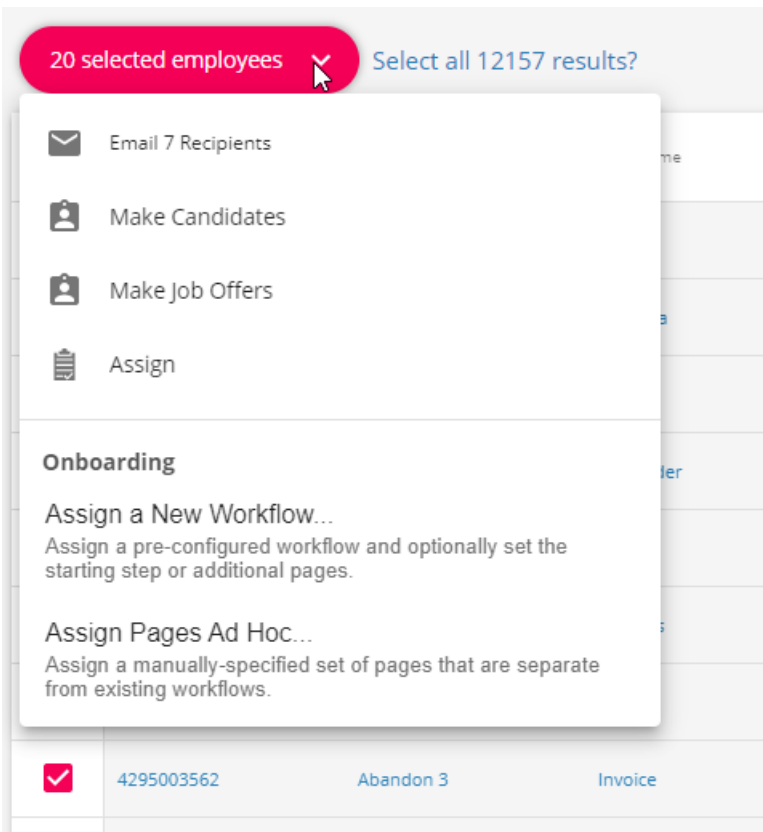 20 selected employees
Select all 12157 results?
Email 7 Recipients
Make Candidates
Make Job Offers
Assign
Onboarding
Assign a New Workflow...
Assign a pre-configured workflow and optionally set the
starting step or additional pages.
Assign Pages Ad Hoc...
Assign a manually-specified set of pages that are separate
from existing workflows.
4295003562 Abandon 3 Invoice